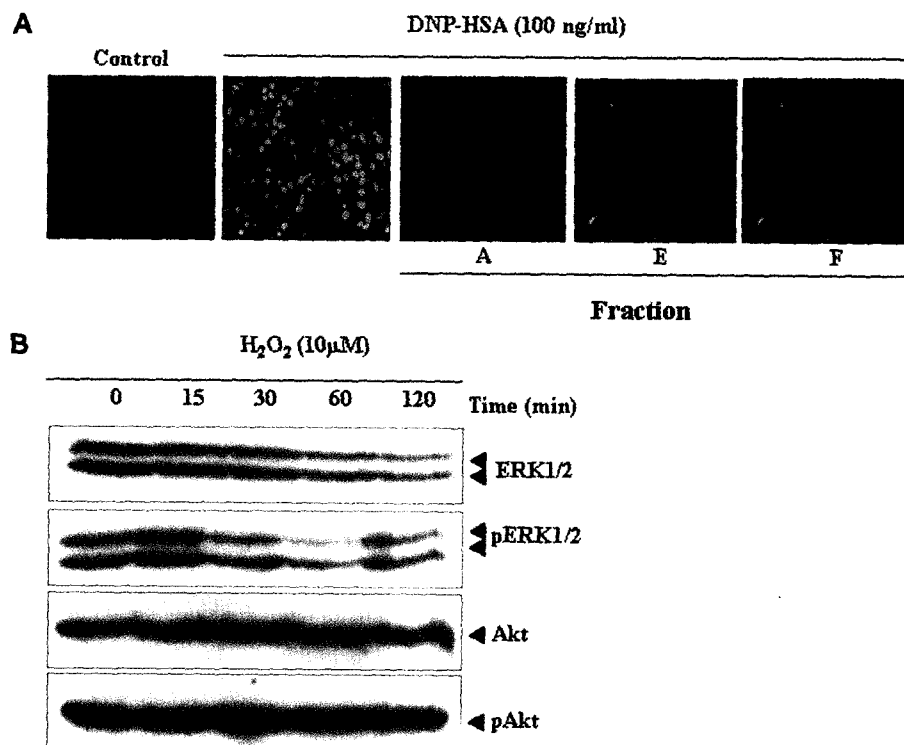 A
DNP-HSA (100 ng/ml)
Control
A E F
Fraction
B
H₂O₂ (10μM)
0 15 30 60 120 Time (min)
ERK1/2
pERK1/2
Akt
pAkt